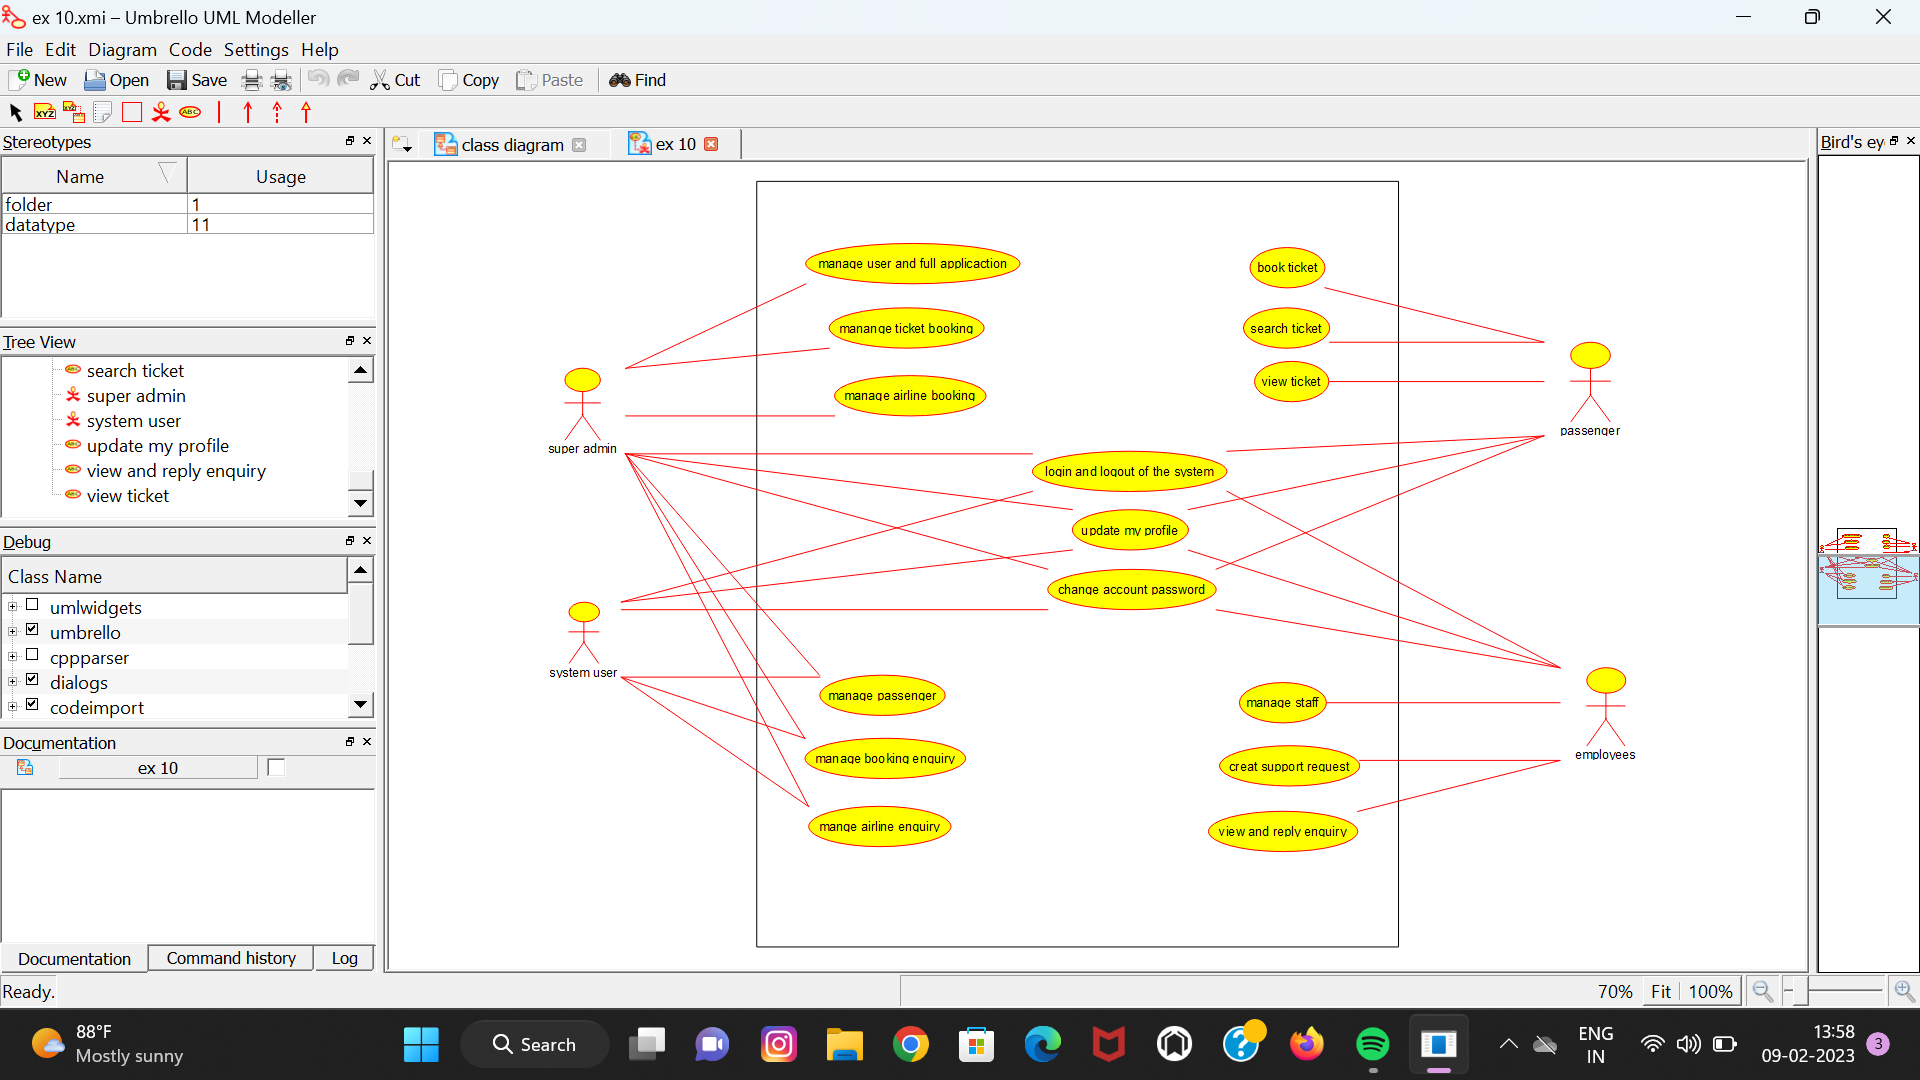 ex 10.xmi – Umbrello UML Modeller
File Edit Diagram Code Settings Help
New Open Save Cut Copy Paste Find
XYZ XYZ ABC
Stereotypes
Name Usage
folder 1
datatype 11
Tree View
search ticket
super admin
system user
update my profile
view and reply enquiry
view ticket
Debug
Class Name
umlwidgets
umbrello
cppparser
dialogs
codeimport
Documentation
ex 10
Documentation Command history Log
Ready.
class diagram ex 10
manage user and full applicaction
manange ticket booking
manage airline booking
super admin
book ticket
search ticket
view ticket
passenger
login and logout of the system
update my profile
change account password
system user
manage passenger
manage booking enquiry
mange airline enquiry
manage staff
creat support request
view and reply enquiry
employees
Bird's ey
70% Fit 100%
88°F
Mostly sunny
Search
ENG
IN
13:58
09-02-2023
3